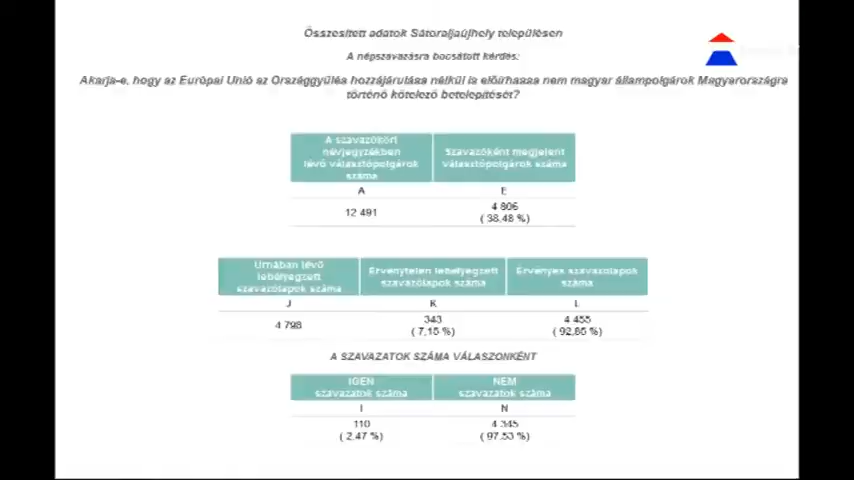 Összesített adatok Sátoraljaújhely településen
A népszavazásra bocsátott kérdés:
Akarja-e, hogy az Európai Unió az Országgyűlés hozzájárulása nélkül is előírhassa nem magyar állampolgárok Magyarországra
történő kötelező betelepítését?
A szavazóköri
névjegyzékben
lévő választópolgárok
száma
Szavazóként megjelent
választópolgárok száma
A
E
12 491
4 806
( 38,48 %)
Urnában lévő
lebélyegzett
szavazólapok száma
Érvénytelen lebélyegzett
szavazólapok száma
Érvényes szavazólapok
száma
J
K
L
4 798
343
( 7,15 %)
4 455
( 92,85 %)
A SZAVAZATOK SZÁMA VÁLASZONKÉNT
IGEN
szavazatok száma
NEM
szavazatok száma
I
N
110
( 2,47 %)
4 345
( 97,53 %)